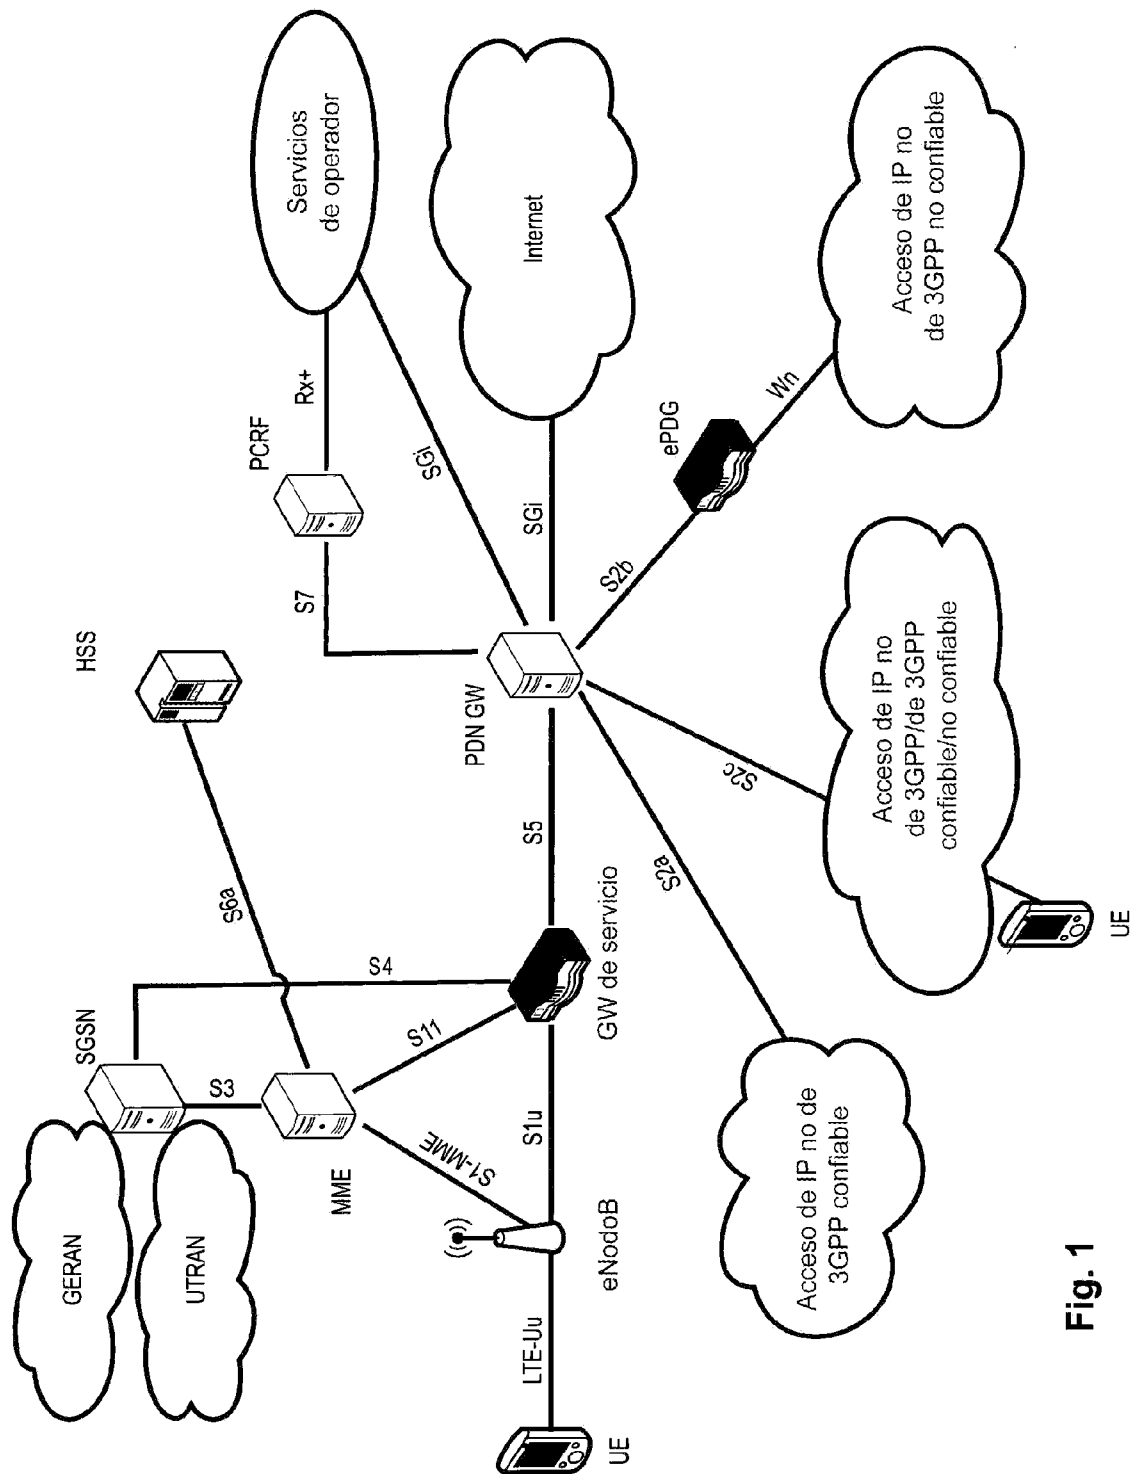 GERAN
UTRAN
SGSN
S3
MME
S6a
HSS
S4
S11
S1-MME
S7
PCRF
Rx+
Servicios
de operador
SGi
UE
LTE-Uu
eNodoB
S1u
GW de servicio
S5
PDN GW
SGi
Internet
S2a
S2c
S2b
ePDG
Wn
Acceso de IP no de
3GPP confiable
Acceso de IP no
de 3GPP/de 3GPP
confiable/no confiable
UE
Acceso de IP no
de 3GPP no confiable
Fig. 1